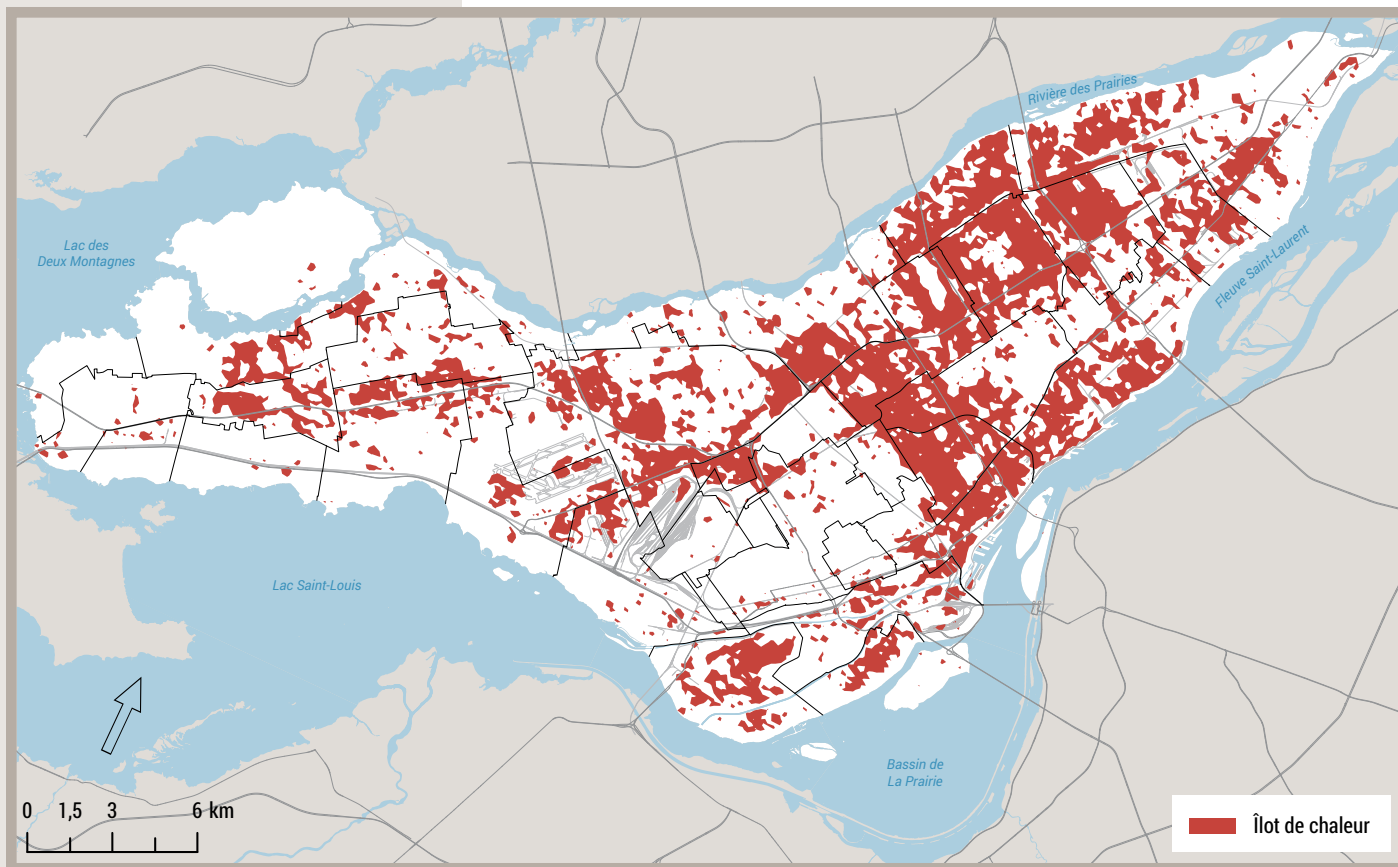 Rivière des Prairies
Lac des
Deux Montagnes
Fleuve Saint-Laurent
Lac Saint-Louis
Bassin de
La Prairie
0 1,5 3 6 km
Îlot de chaleur